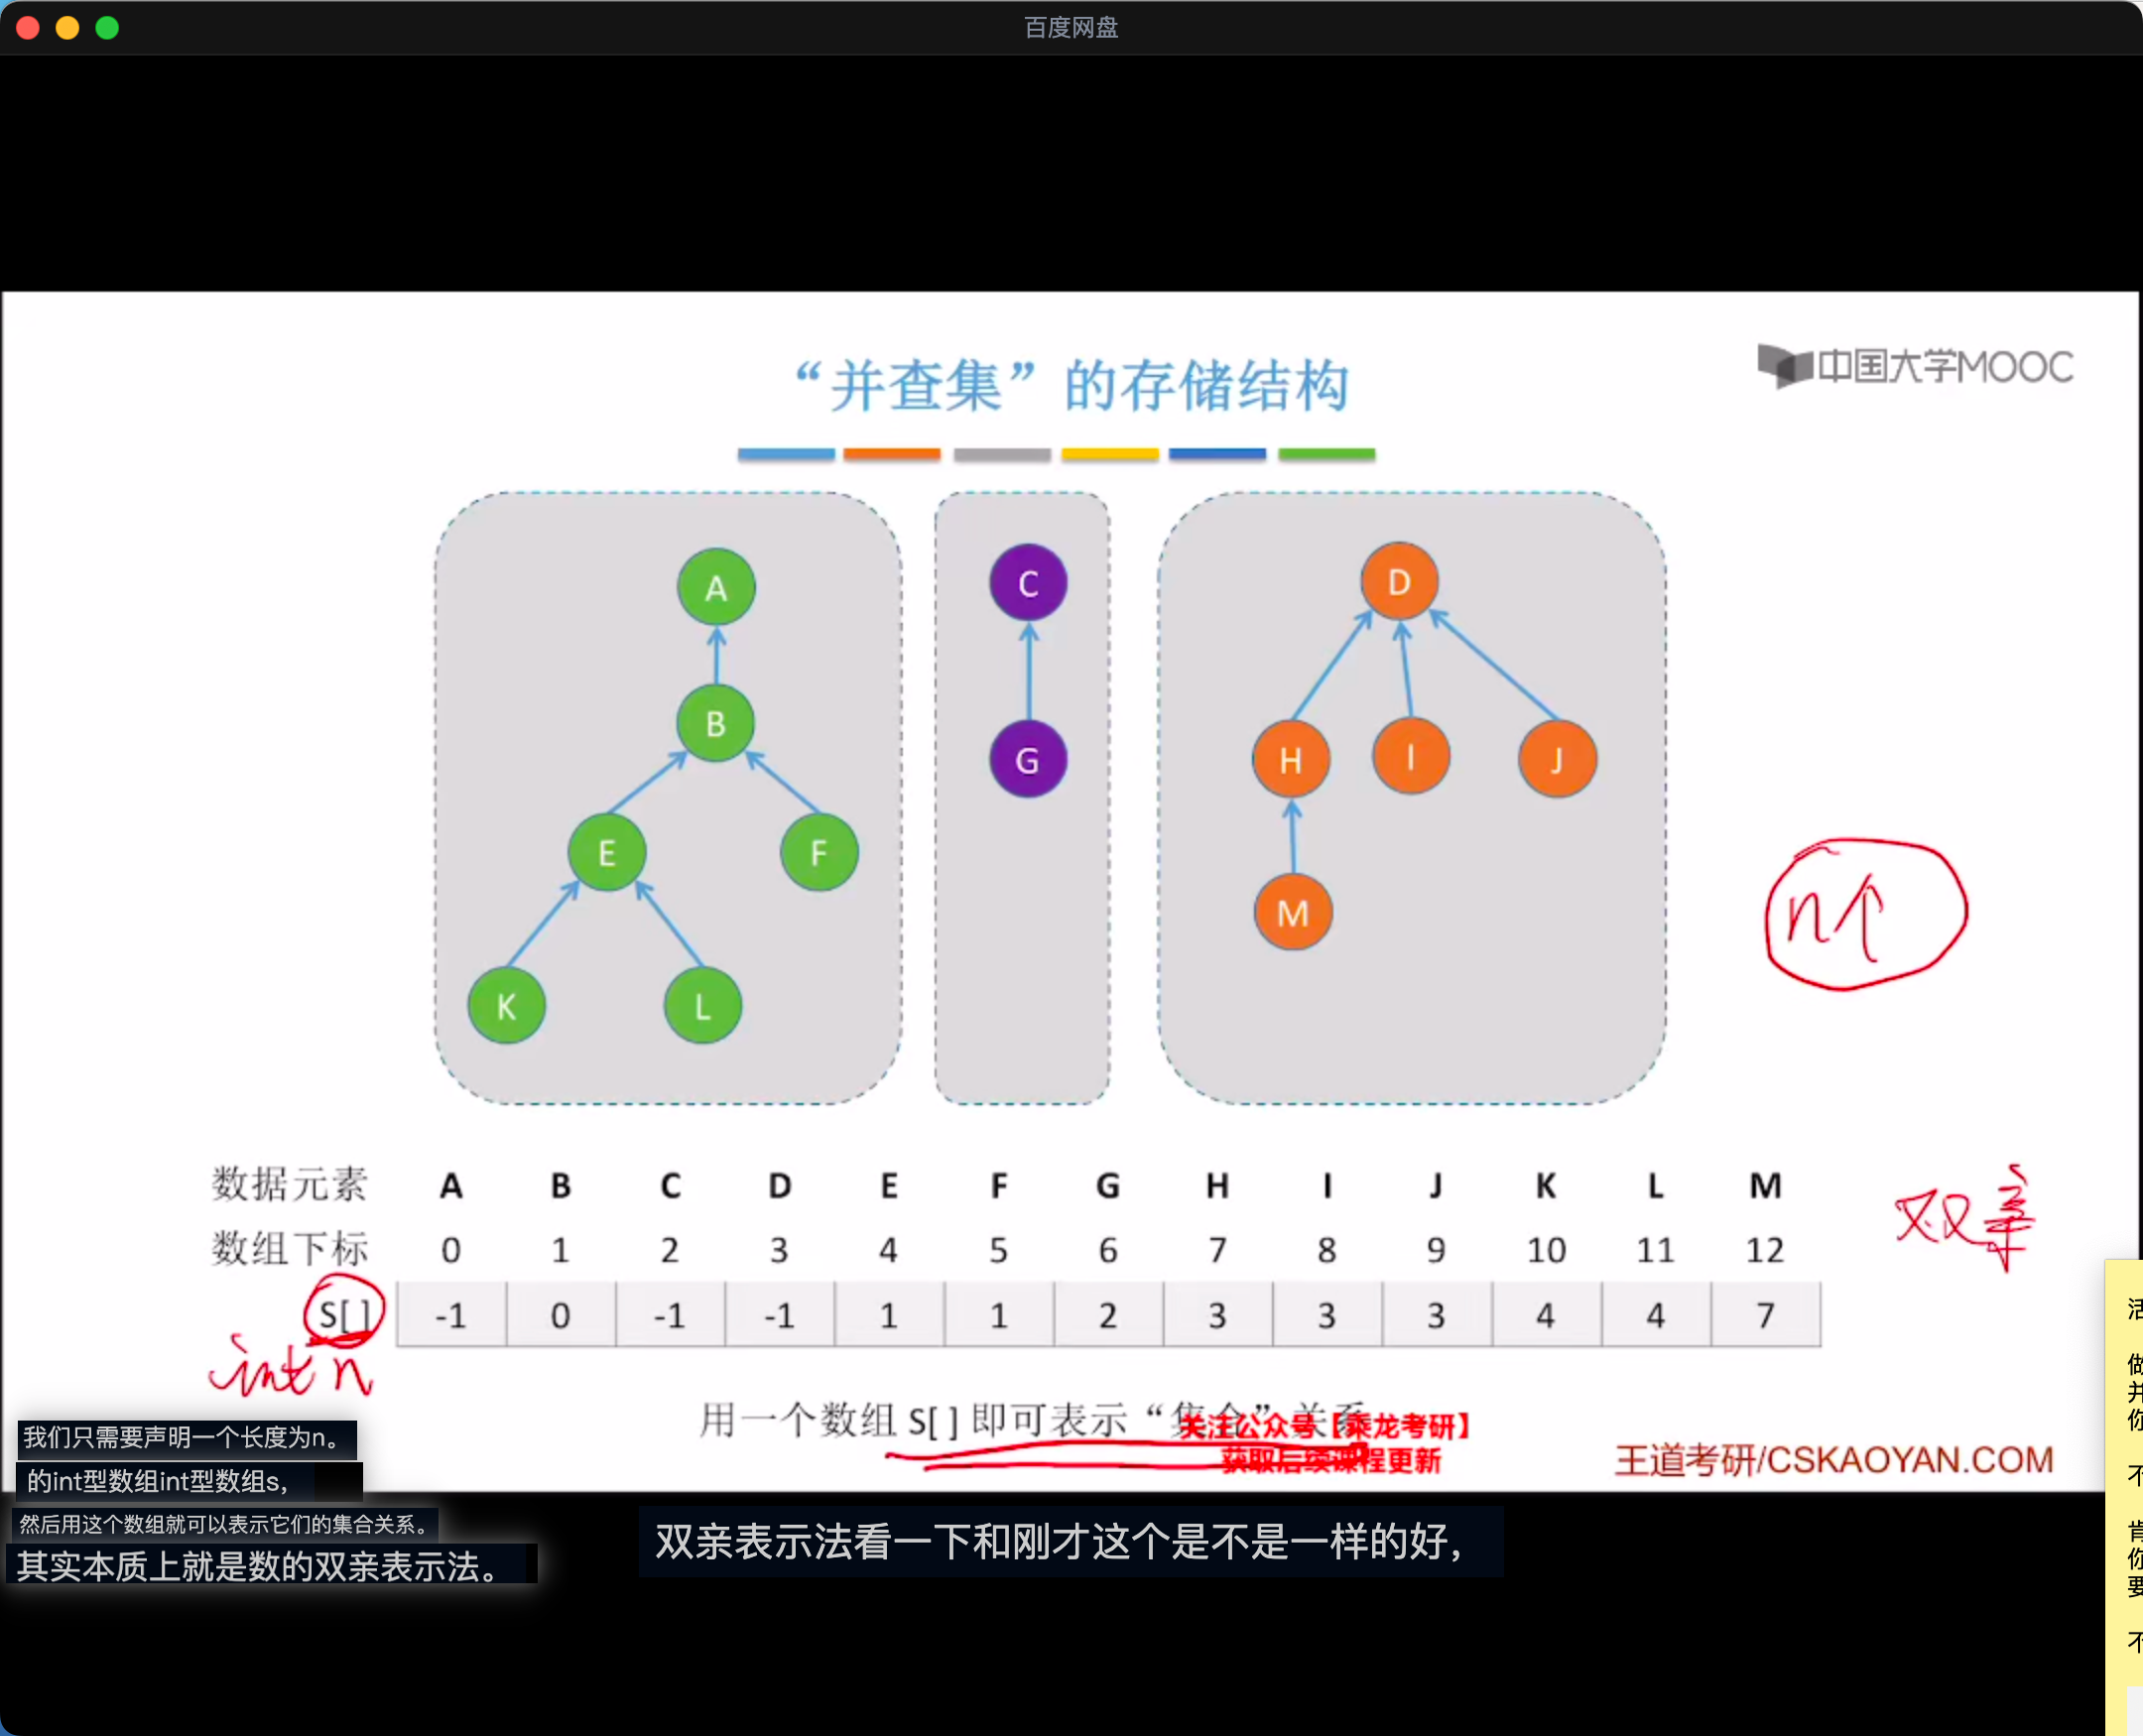 百度网盘
“并查集”的存储结构
中国大学MOOC
A
C
D
B
G
H
I
J
E
F
M
n个
K
L
数据元素 A B C D E F G H I J K L M
双亲
数组下标 0 1 2 3 4 5 6 7 8 9 10 11 12
S[ ] -1 0 -1 -1 1 1 2 3 3 3 4 4 7
int n
用一个数组 S[ ] 即可表示“集合”关系
关注公众号【乘龙考研】
获取后续课程更新
王道考研/CSKAOYAN.COM
我们只需要声明一个长度为n。
的int型数组int型数组s，
然后用这个数组就可以表示它们的集合关系。
其实本质上就是数的双亲表示法。
双亲表示法看一下和刚才这个是不是一样的好，
你
不
你
要
不